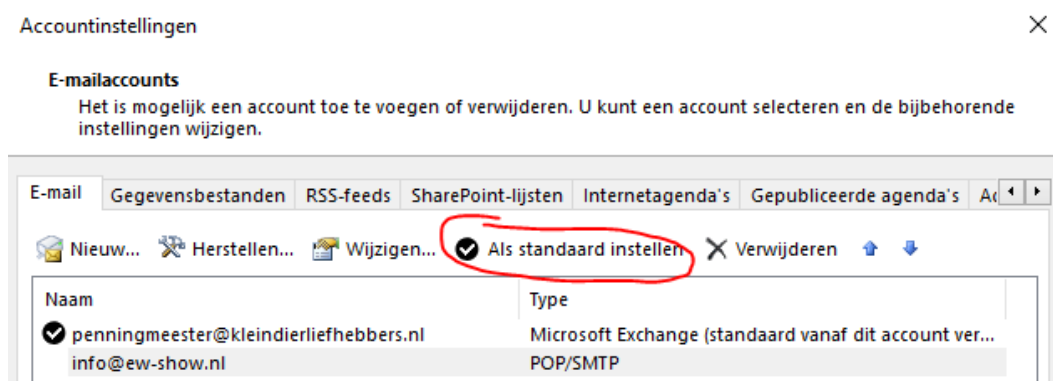 Accountinstellingen
E-mailaccounts
Het is mogelijk een account toe te voegen of verwijderen. U kunt een account selecteren en de bijbehorende
instellingen wijzigen.
E-mail Gegevensbestanden RSS-feeds SharePoint-lijsten Internetagenda's Gepubliceerde agenda's
Nieuw... Herstellen... Wijzigen... Als standaard instellen Verwijderen
Naam Type
penningmeester@kleindierliefhebbers.nl Microsoft Exchange (standaard vanaf dit account ver...
info@ew-show.nl POP/SMTP